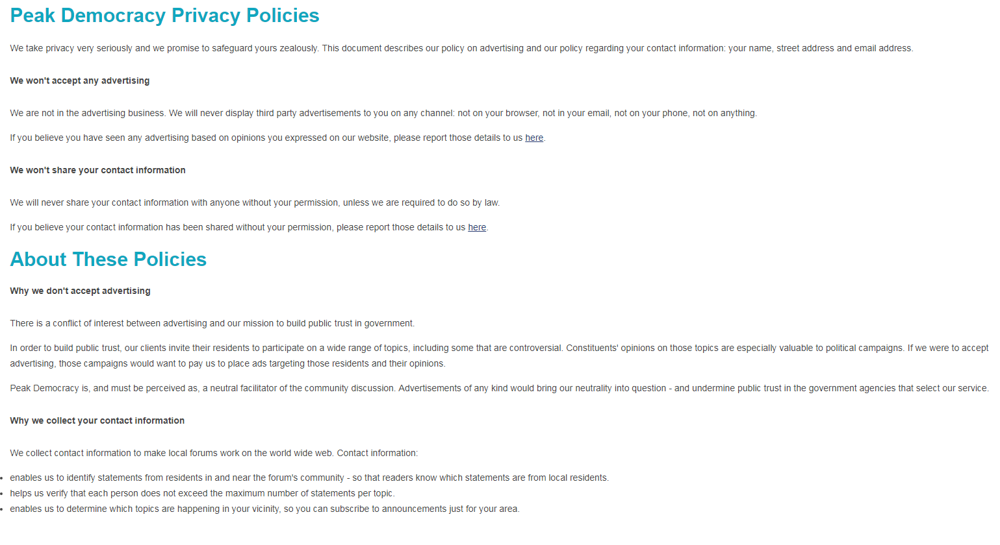 Peak Democracy Privacy Policies
We take privacy very seriously and we promise to safeguard yours zealously. This document describes our policy on advertising and our policy regarding your contact information: your name, street address and email address.
We won't accept any advertising
We are not in the advertising business. We will never display third party advertisements to you on any channel: not on your browser, not in your email, not on your phone, not on anything.
If you believe you have seen any advertising based on opinions you expressed on our website, please report those details to us here.
We won't share your contact information
We will never share your contact information with anyone without your permission, unless we are required to do so by law.
If you believe your contact information has been shared without your permission, please report those details to us here.
About These Policies
Why we don't accept advertising
There is a conflict of interest between advertising and our mission to build public trust in government.
In order to build public trust, our clients invite their residents to participate on a wide range of topics, including some that are controversial. Constituents' opinions on those topics are especially valuable to political campaigns. If we were to accept
advertising, those campaigns would want to pay us to place ads targeting those residents and their opinions.
Peak Democracy is, and must be perceived as, a neutral facilitator of the community discussion. Advertisements of any kind would bring our neutrality into question - and undermine public trust in the government agencies that select our service.
Why we collect your contact information
We collect contact information to make local forums work on the world wide web. Contact information:
• enables us to identify statements from residents in and near the forum's community - so that readers know which statements are from local residents.
• helps us verify that each person does not exceed the maximum number of statements per topic.
• enables us to determine which topics are happening in your vicinity, so you can subscribe to announcements just for your area.